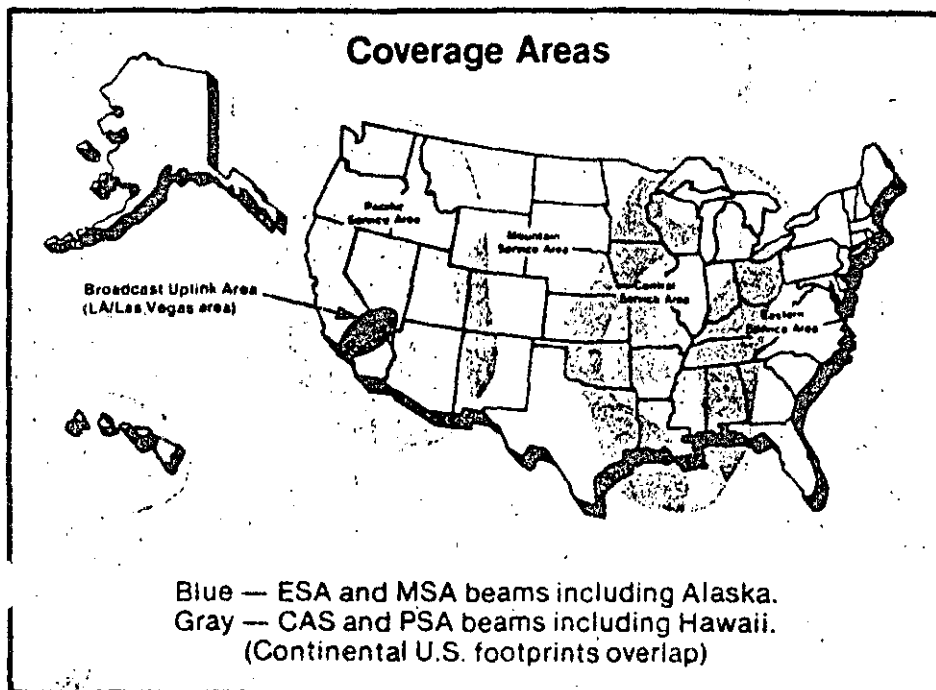 Coverage Areas
Pacific
Service Area
Mountain
Service Area
Central
Service Area
Eastern
Service Area
Broadcast Uplink Area
(LA/Las Vegas area)
Blue — ESA and MSA beams including Alaska.
Gray — CAS and PSA beams including Hawaii.
(Continental U.S. footprints overlap)